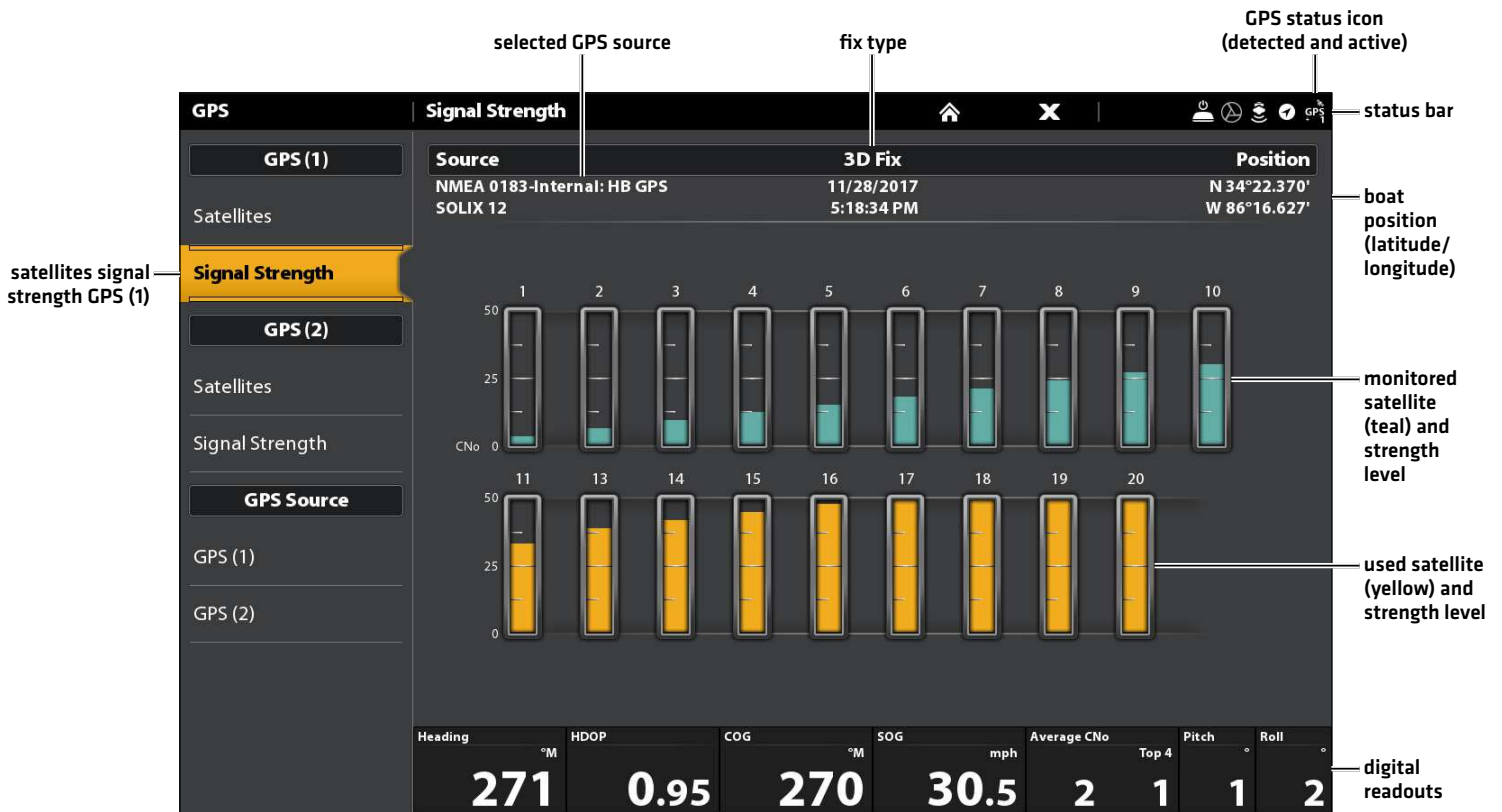 GPS status icon
(detected and active)
selected GPS source
fix type
GPS
Signal Strength
GPS
1
status bar
GPS (1)
Satellites
Signal Strength
GPS (2)
Satellites
Signal Strength
GPS Source
GPS (1)
GPS (2)
satellites signal
strength GPS (1)
Source 3D Fix Position
NMEA 0183-Internal: HB GPS 11/28/2017 N 34°22.370'
SOLIX 12 5:18:34 PM W 86°16.627'
boat
position
(latitude/
longitude)
1 2 3 4 5 6 7 8 9 10
50
25
CNo 0
monitored
satellite
(teal) and
strength
level
11 13 14 15 16 17 18 19 20
50
25
0
used satellite
(yellow) and
strength level
Heading HDOP COG SOG Average CNo Pitch Roll
°M °M mph Top 4 ° °
271 0.95 270 30.5 2 1 1 2
digital
readouts